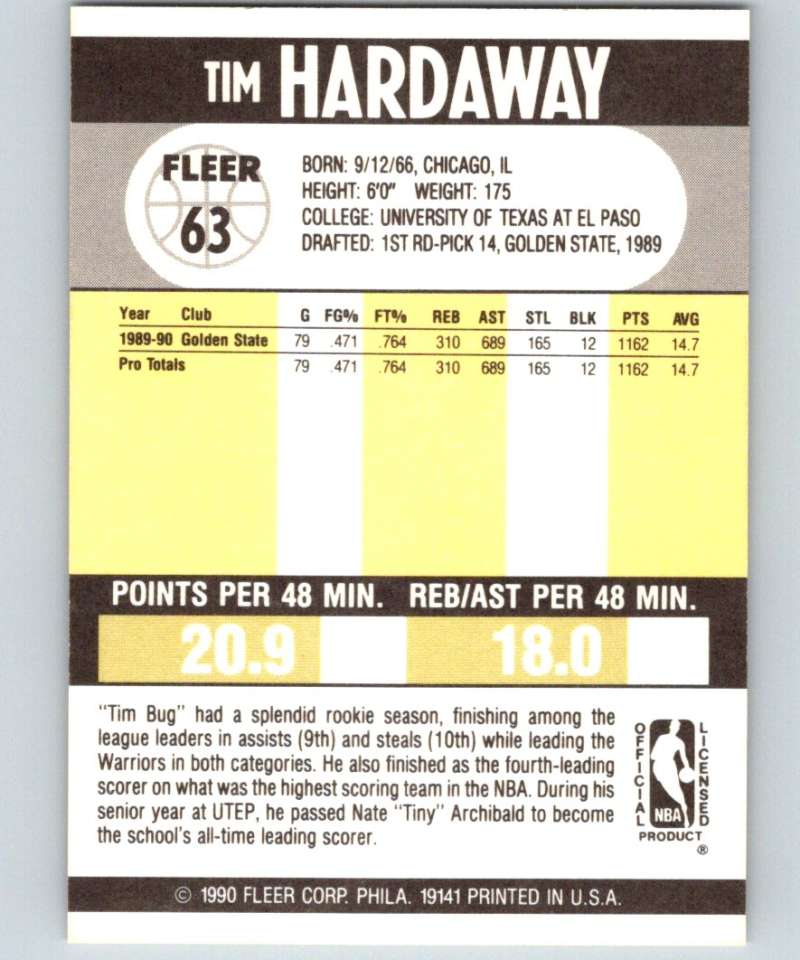 TIM HARDAWAY
FLEER
63
BORN: 9/12/66, CHICAGO, IL
HEIGHT: 6'0" WEIGHT: 175
COLLEGE: UNIVERSITY OF TEXAS AT EL PASO
DRAFTED: 1ST RD-PICK 14, GOLDEN STATE, 1989
Year Club G FG% FT% REB AST STL BLK PTS AVG
1989-90 Golden State 79 .471 .764 310 689 165 12 1162 14.7
Pro Totals 79 .471 .764 310 689 165 12 1162 14.7
POINTS PER 48 MIN. REB/AST PER 48 MIN.
20.9 18.0
"Tim Bug" had a splendid rookie season, finishing among the
league leaders in assists (9th) and steals (10th) while leading the
Warriors in both categories. He also finished as the fourth-leading
scorer on what was the highest scoring team in the NBA. During his
senior year at UTEP, he passed Nate "Tiny" Archibald to become
the school's all-time leading scorer.
OFFICIAL
LICENSED
NBA
PRODUCT
®
© 1990 FLEER CORP. PHILA. 19141 PRINTED IN U.S.A.